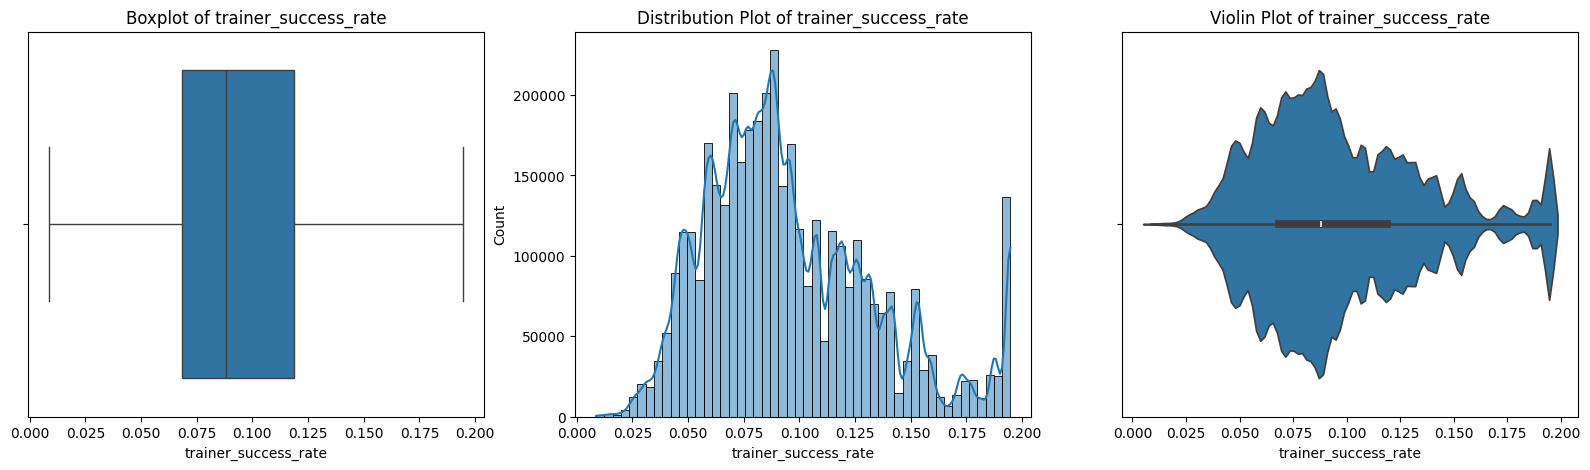 Boxplot of trainer_success_rate
0.000 0.025 0.050 0.075 0.100 0.125 0.150 0.175 0.200
trainer_success_rate
Distribution Plot of trainer_success_rate
Count
200000
150000
100000
50000
0
0.000 0.025 0.050 0.075 0.100 0.125 0.150 0.175 0.200
trainer_success_rate
Violin Plot of trainer_success_rate
0.000 0.025 0.050 0.075 0.100 0.125 0.150 0.175 0.200
trainer_success_rate